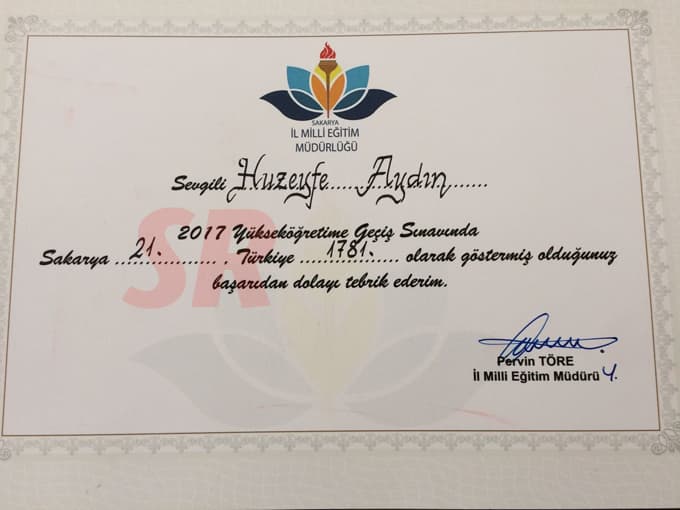 SAKARYA
İL MİLLİ EĞİTİM
MÜDÜRLÜĞÜ
Sevgili Huzeyfe..... Aydın.......
SR
2017 Yükseköğretime Geçiş Sınavında
Sakarya ...21................ , Türkiye .....1781....... olarak göstermiş olduğunuz
başarıdan dolayı tebrik ederim.
Pervin TÖRE
İl Milli Eğitim Müdürü Y.